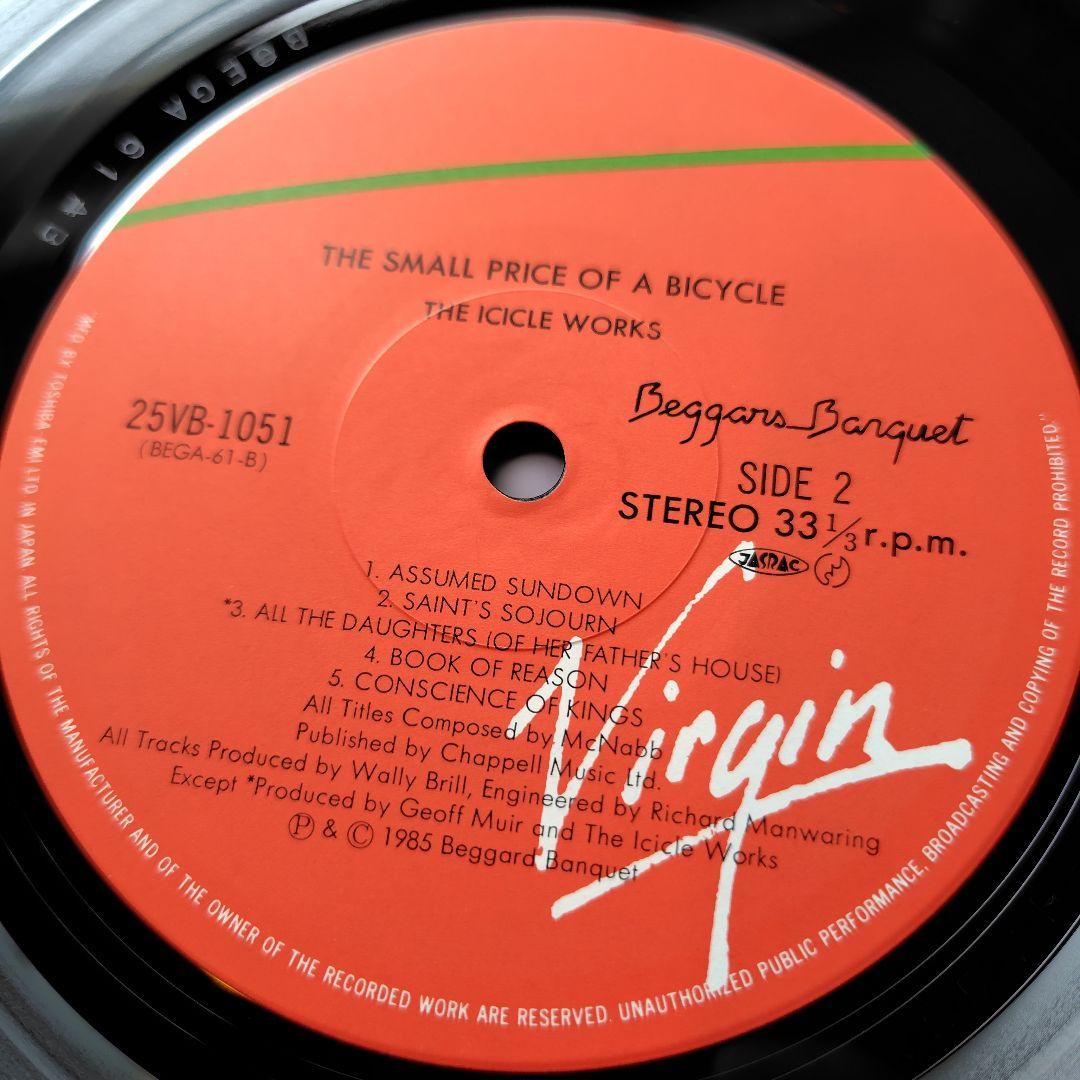 BEGA 61 AB
THE SMALL PRICE OF A BICYCLE
THE ICICLE WORKS
25VB-1051
(BEGA-61-B)
Beggars Banquet
SIDE 2
STEREO 33 1/3 r.p.m.
JASRAC
1. ASSUMED SUNDOWN
2. SAINT'S SOJOURN
*3. ALL THE DAUGHTERS (OF HER FATHER'S HOUSE)
4. BOOK OF REASON
5. CONSCIENCE OF KINGS
All Titles Composed by McNabb
Published by Chappell Music Ltd.
All Tracks Produced by Wally Brill, Engineered by Richard Manwaring
Except *Produced by Geoff Muir and The Icicle Works
Ⓟ & © 1985 Beggard Banquet
Virgin
"MFD BY TOSHIBA EMI LTD IN JAPAN ALL RIGHTS OF THE MANUFACTURER AND OF THE OWNER OF THE RECORDED WORK ARE RESERVED. UNAUTHORIZED PUBLIC PERFORMANCE, BROADCASTING AND COPYING OF THE RECORD PROHIBITED."